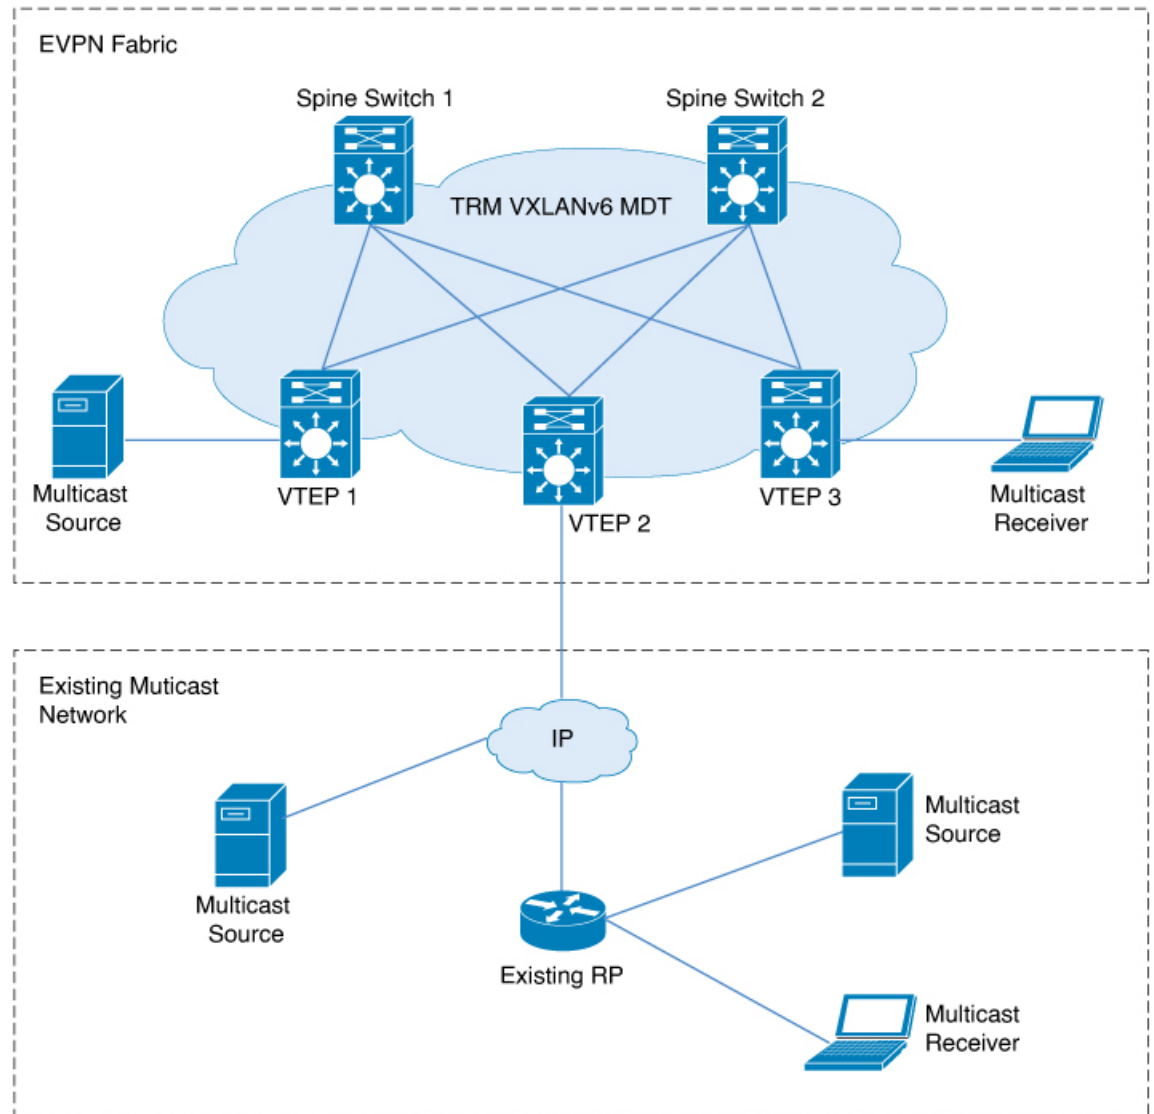 EVPN Fabric
Spine Switch 1
Spine Switch 2
TRM VXLANv6 MDT
Multicast
Source
VTEP 1
VTEP 2
VTEP 3
Multicast
Receiver
Existing Muticast
Network
IP
Multicast
Source
Multicast
Source
Existing RP
Multicast
Receiver